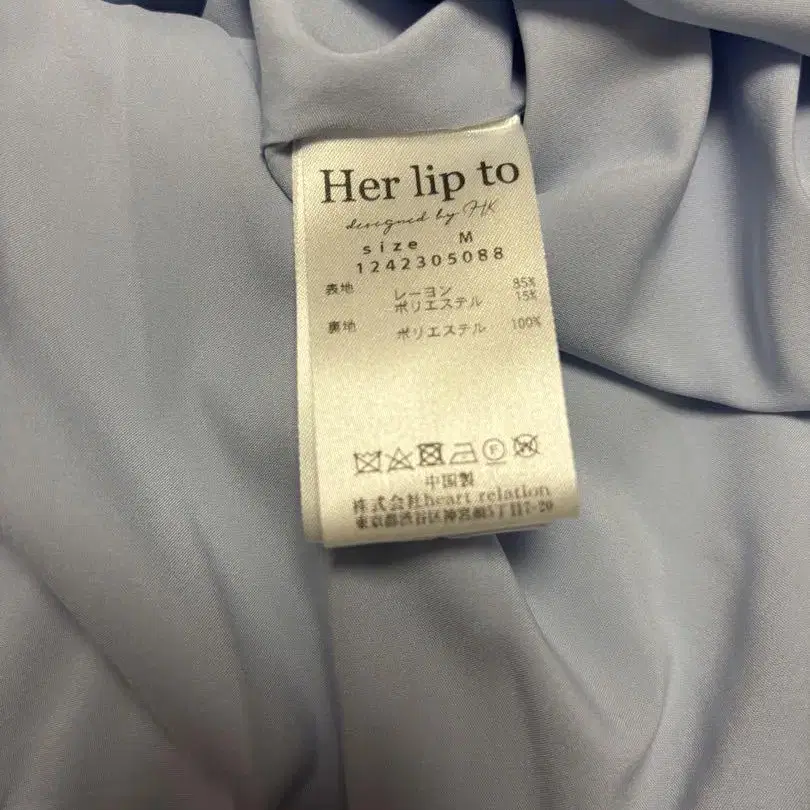 Her lip to
designed by HK
size M
1242305088
表地 レーヨン 85%
ポリエステル 15%
裏地 ポリエステル 100%
中国製
株式会社heart relation
東京都渋谷区神宮前5丁目7-20